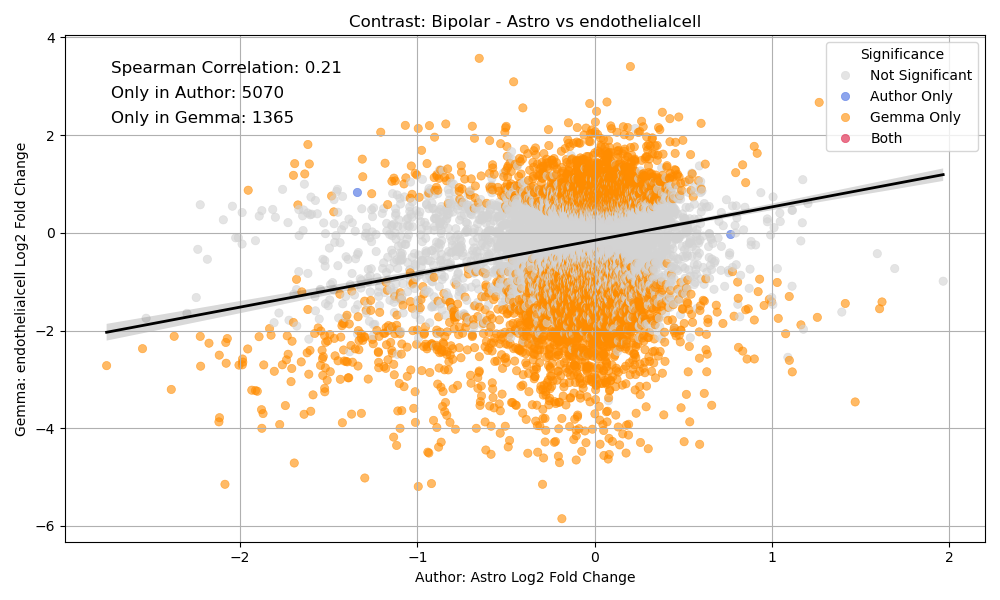 Contrast: Bipolar - Astro vs endothelialcell
Spearman Correlation: 0.21
Only in Author: 5070
Only in Gemma: 1365
Significance
Not Significant
Author Only
Gemma Only
Both
Gemma: endothelialcell Log2 Fold Change
4
2
0
−2
−4
−6
−2
−1
0
1
2
Author: Astro Log2 Fold Change